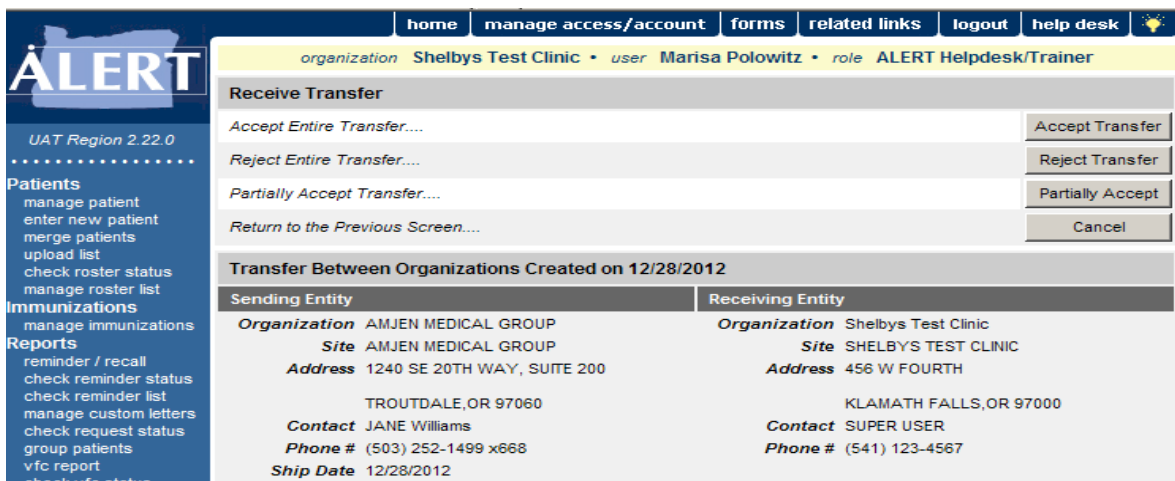 home manage access/account forms related links logout help desk
organization Shelbys Test Clinic • user Marisa Polowitz • role ALERT Helpdesk/Trainer
ALERT
UAT Region 2.22.0
Patients
manage patient
enter new patient
merge patients
upload list
check roster status
manage roster list
Immunizations
manage immunizations
Reports
reminder / recall
check reminder status
check reminder list
manage custom letters
check request status
group patients
vfc report
check vfc status
Receive Transfer
Accept Entire Transfer.... Accept Transfer
Reject Entire Transfer.... Reject Transfer
Partially Accept Transfer.... Partially Accept
Return to the Previous Screen.... Cancel
Transfer Between Organizations Created on 12/28/2012
Sending Entity Receiving Entity
Organization AMJEN MEDICAL GROUP Organization Shelbys Test Clinic
Site AMJEN MEDICAL GROUP Site SHELBYS TEST CLINIC
Address 1240 SE 20TH WAY, SUITE 200 Address 456 W FOURTH
TROUTDALE,OR 97060 KLAMATH FALLS,OR 97000
Contact JANE Williams Contact SUPER USER
Phone # (503) 252-1499 x668 Phone # (541) 123-4567
Ship Date 12/28/2012